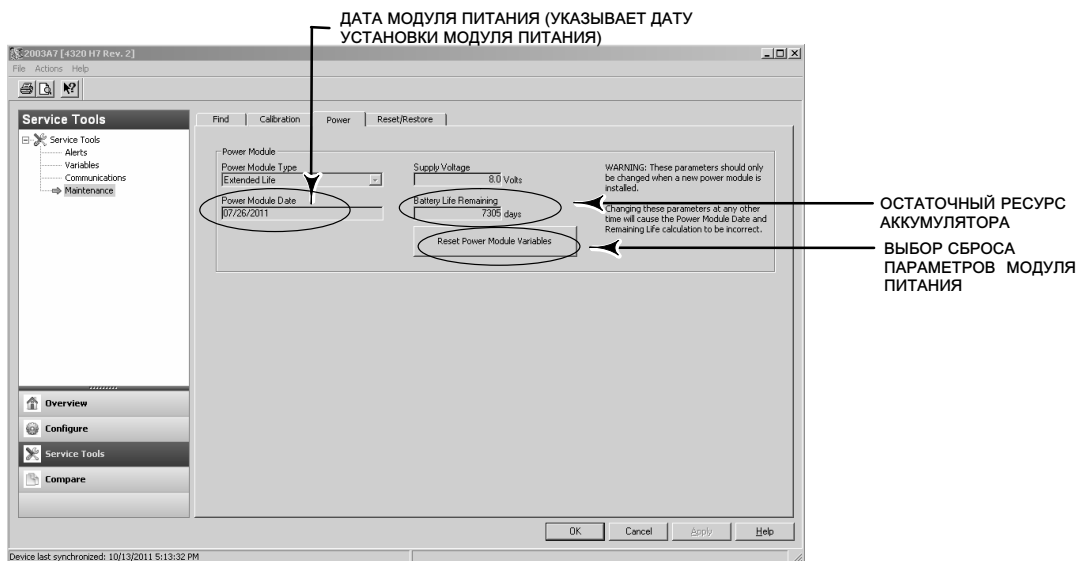 ДАТА МОДУЛЯ ПИТАНИЯ (УКАЗЫВАЕТ ДАТУ
УСТАНОВКИ МОДУЛЯ ПИТАНИЯ)
2003A7 [4320 H7 Rev. 2]
File Actions Help
Service Tools
Service Tools
Alerts
Variables
Communications
Maintenance
Overview
Configure
Service Tools
Compare
Find Calibration Power Reset/Restore
Power Module
Power Module Type
Extended Life
Power Module Date
07/26/2011
Supply Voltage
8.0 Volts
Battery Life Remaining
7305 days
Reset Power Module Variables
WARNING: These parameters should only
be changed when a new power module is
installed.
Changing these parameters at any other
time will cause the Power Module Date and
Remaining Life calculation to be incorrect.
ОСТАТОЧНЫЙ РЕСУРС
АККУМУЛЯТОРА
ВЫБОР СБРОСА
ПАРАМЕТРОВ МОДУЛЯ
ПИТАНИЯ
OK Cancel Apply Help
Device last synchronized: 10/13/2011 5:13:32 PM